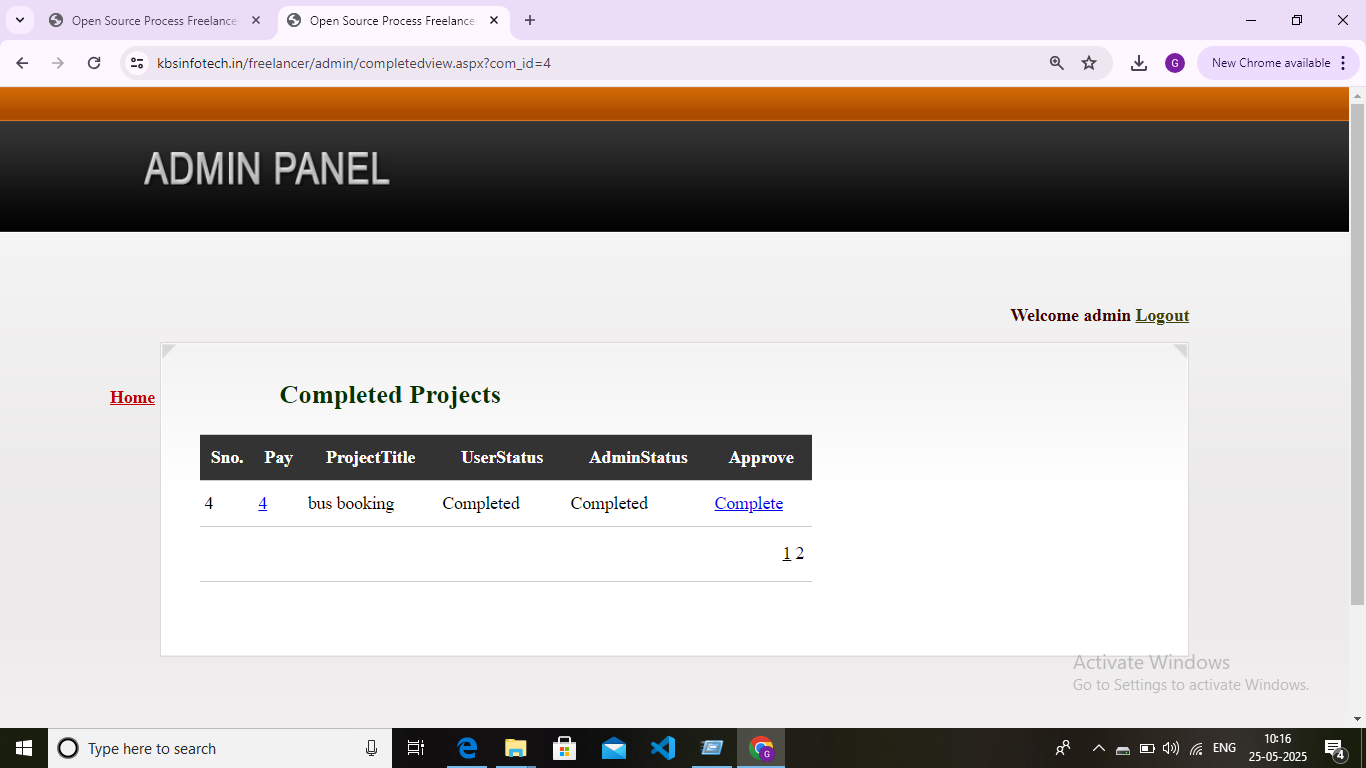 Open Source Process Freelance
Open Source Process Freelance
kbsinfotech.in/freelancer/admin/completedview.aspx?com_id=4
G
New Chrome available
ADMIN PANEL
Welcome admin Logout
Home
Completed Projects
Sno. Pay ProjectTitle UserStatus AdminStatus Approve
4 4 bus booking Completed Completed Complete
1 2
Activate Windows
Go to Settings to activate Windows.
Type here to search
G
ENG
10:16
25-05-2025
4